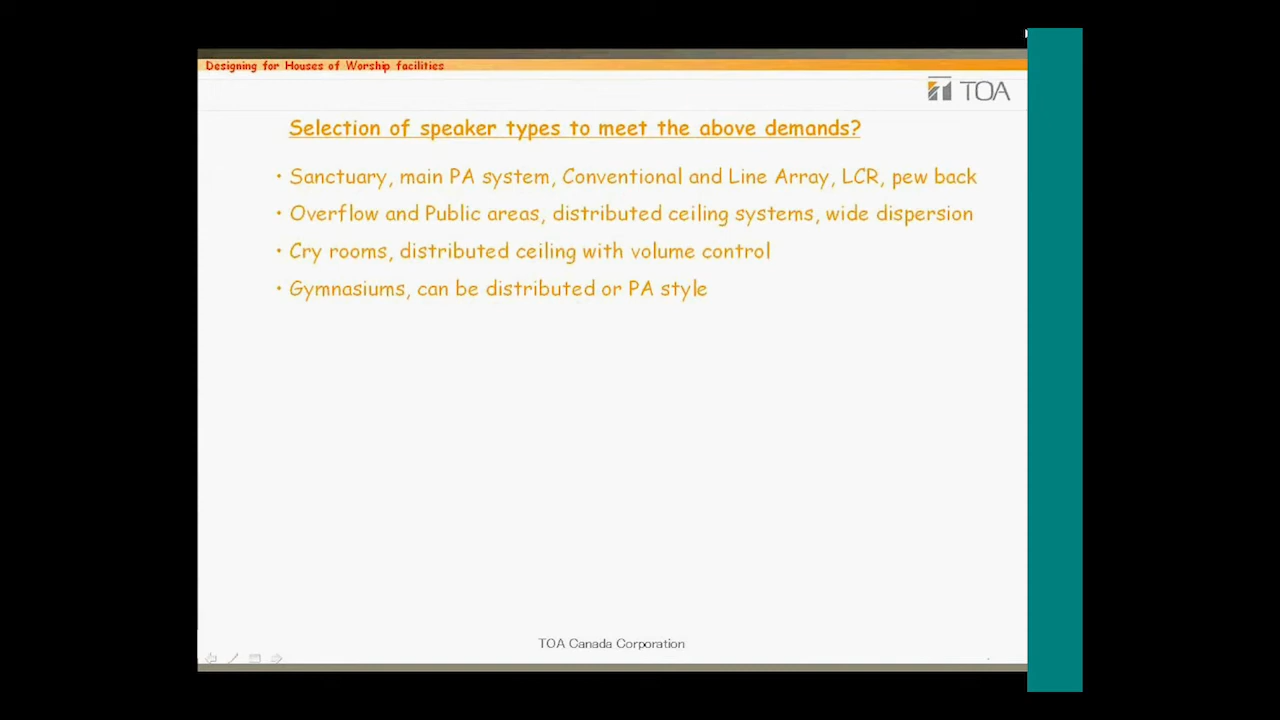 Designing for Houses of Worship facilities
TOA
Selection of speaker types to meet the above demands?
• Sanctuary, main PA system, Conventional and Line Array, LCR, pew back
• Overflow and Public areas, distributed ceiling systems, wide dispersion
• Cry rooms, distributed ceiling with volume control
• Gymnasiums, can be distributed or PA style
TOA Canada Corporation